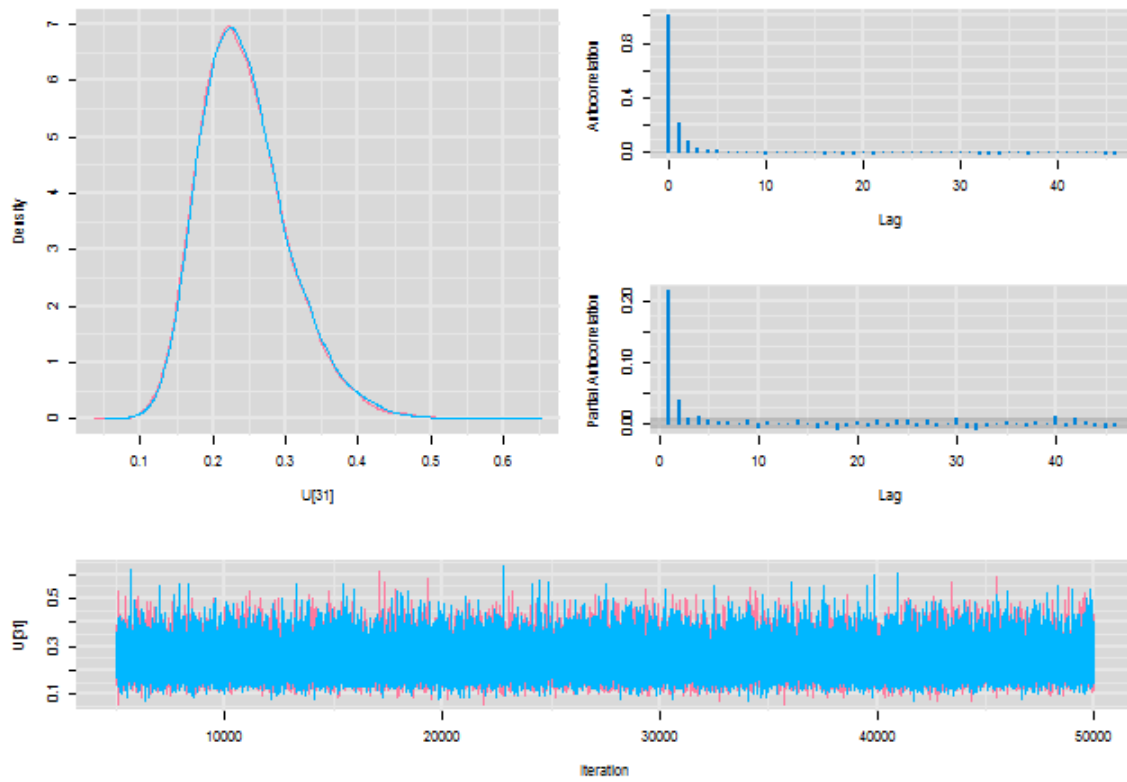 Density
0 1 2 3 4 5 6 7
0.1 0.2 0.3 0.4 0.5 0.6
U[31]
Autocorrelation
0.0 0.4 0.8
0 10 20 30 40
Lag
Partial Autocorrelation
0.00 0.10 0.20
0 10 20 30 40
Lag
U[31]
0.1 0.3 0.5
10000 20000 30000 40000 50000
Iteration